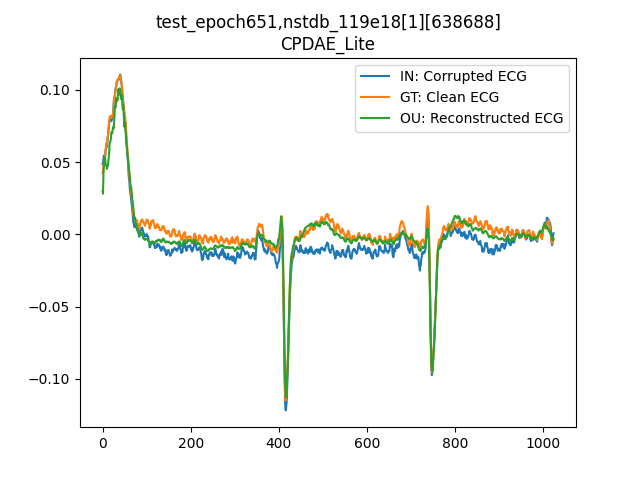 test_epoch651,nstdb_119e18[1][638688]
CPDAE_Lite
IN: Corrupted ECG
GT: Clean ECG
OU: Reconstructed ECG
0.10
0.05
0.00
−0.05
−0.10
0 200 400 600 800 1000